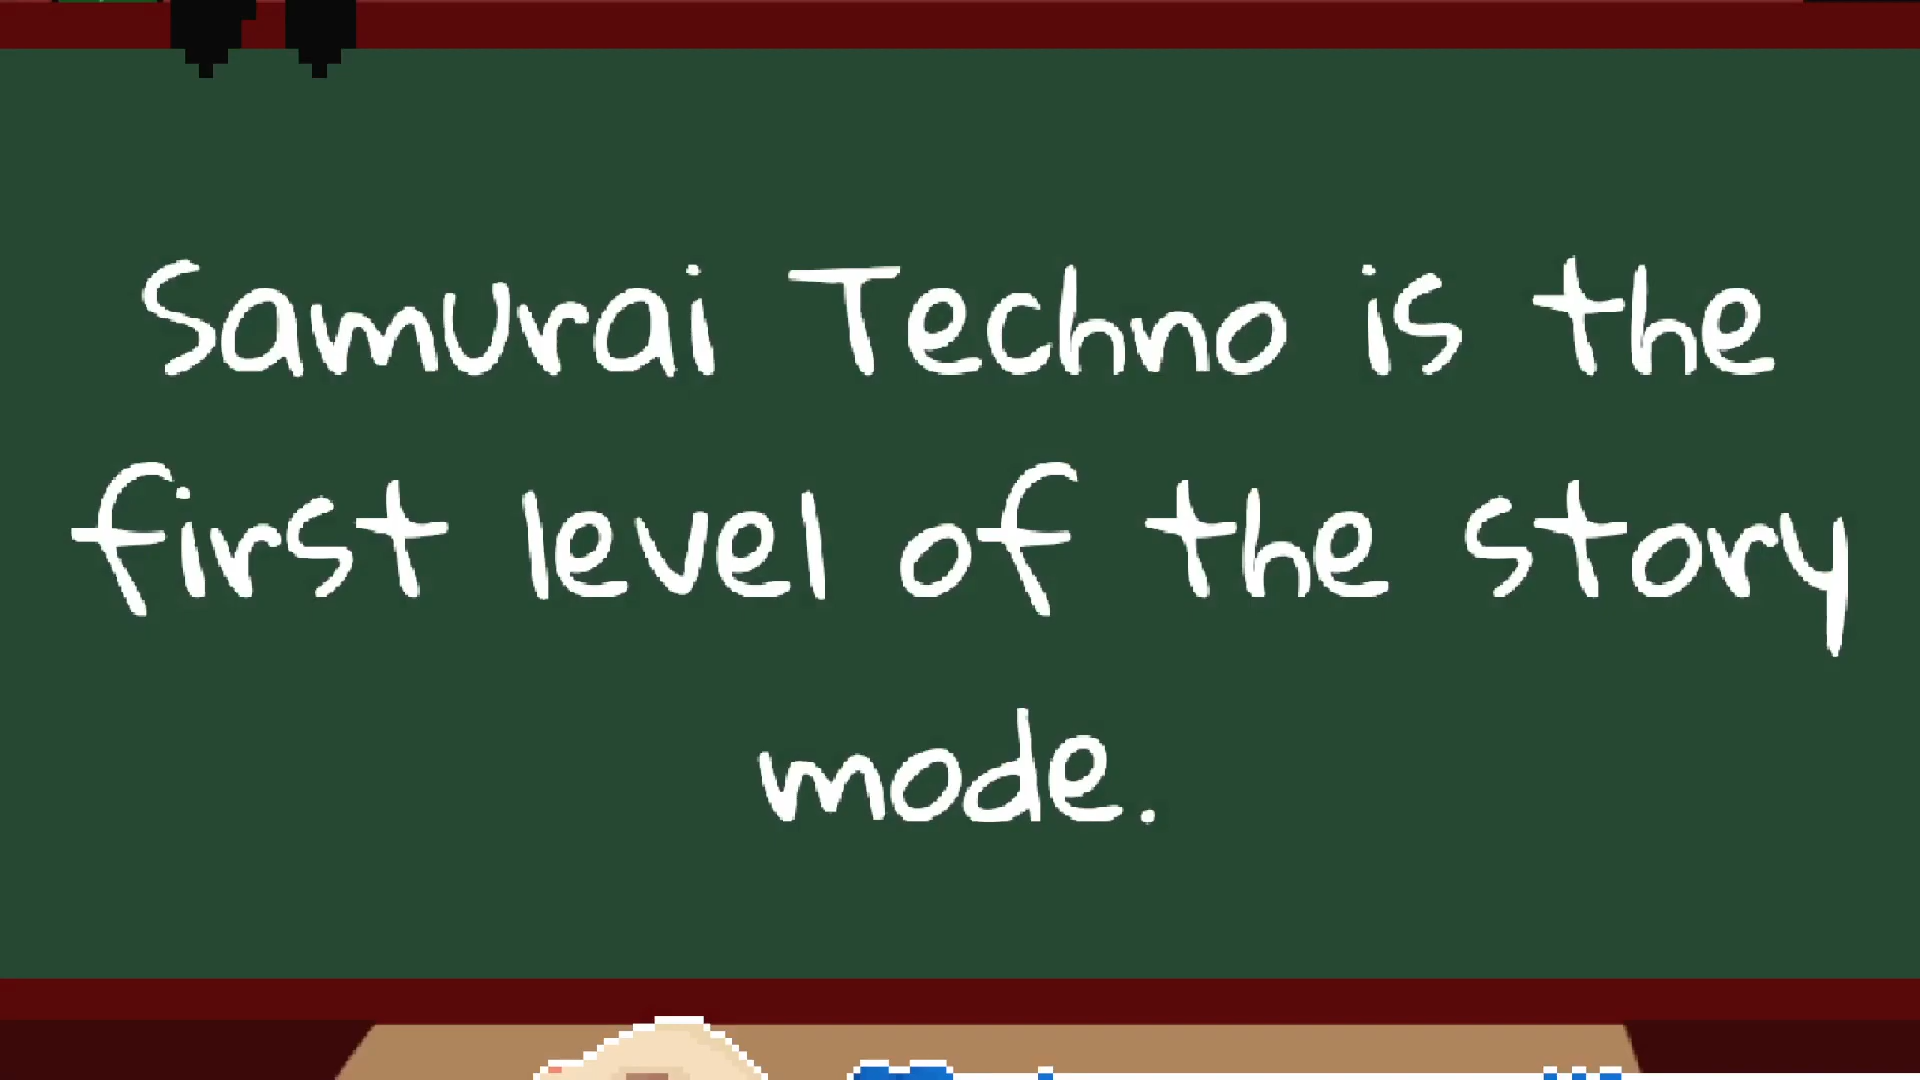 Samurai Techno is the
first level of the story
mode.